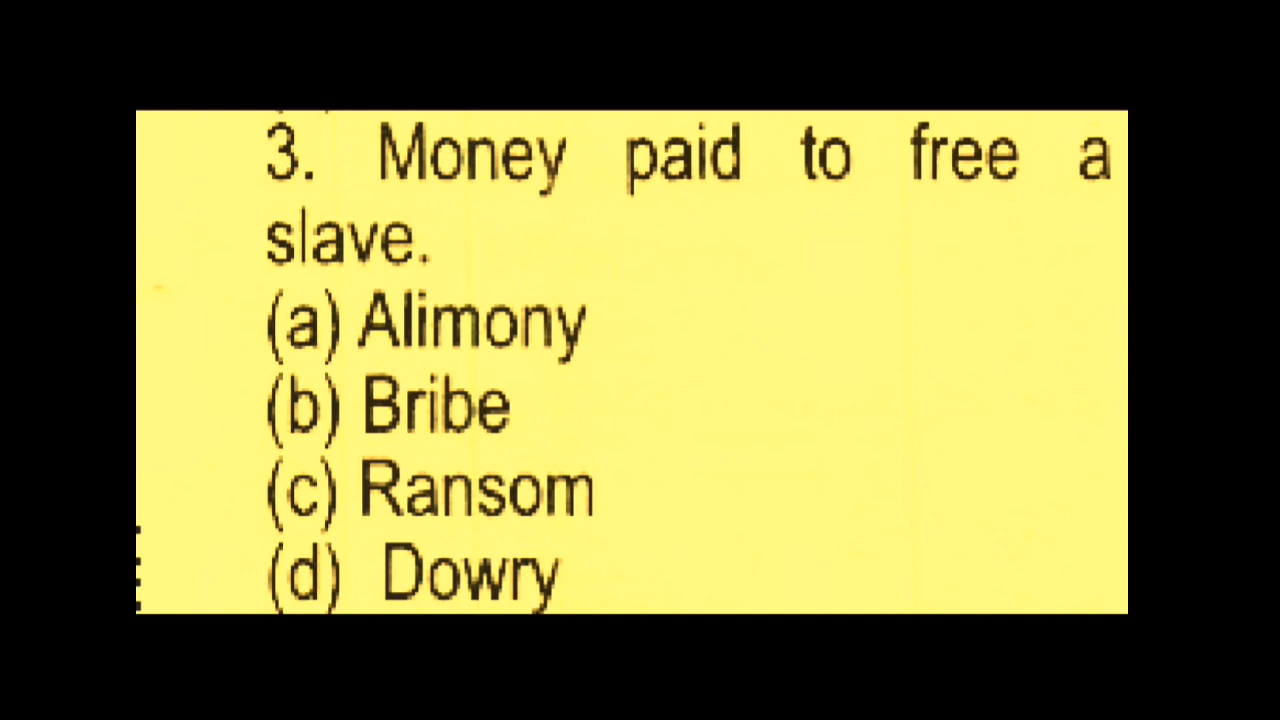 3. Money paid to free a
slave.
(a) Alimony
(b) Bribe
(c) Ransom
(d) Dowry